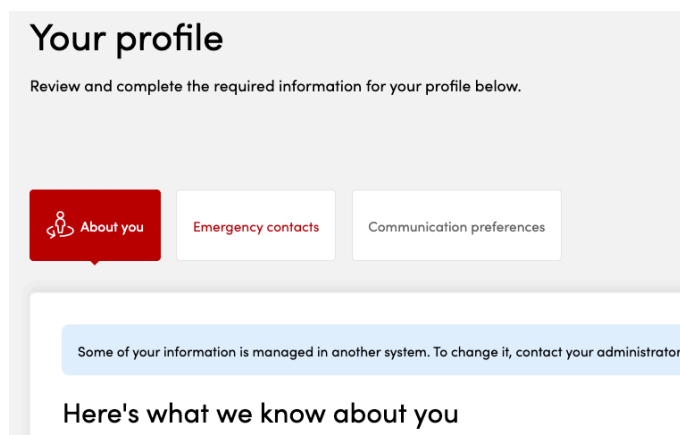 Your profile
Review and complete the required information for your profile below.
About you
Emergency contacts
Communication preferences
Some of your information is managed in another system. To change it, contact your administrator
Here's what we know about you